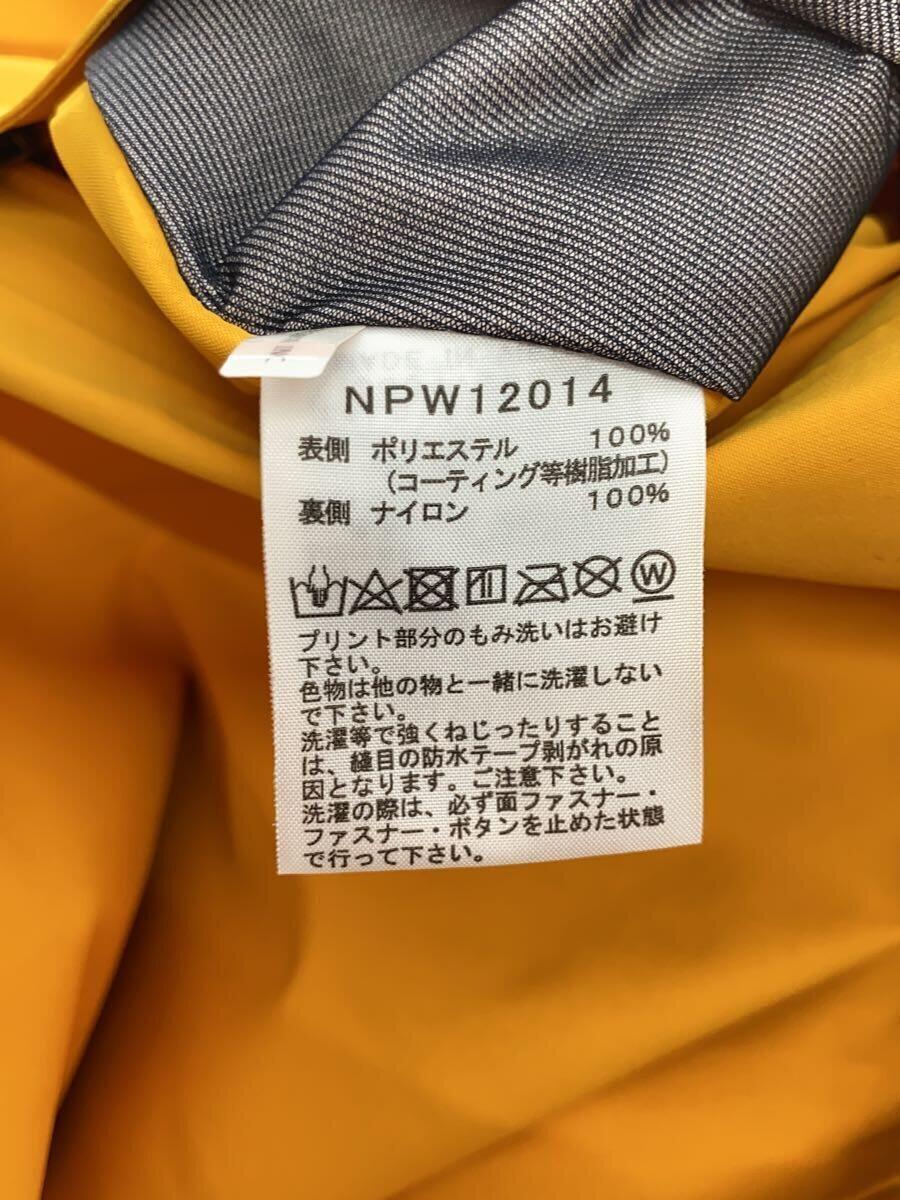 NPW12014
表側 ポリエステル 100%
(コーティング等樹脂加工)
裏側 ナイロン 100%
W
プリント部分のもみ洗いはお避け
下さい。
色物は他の物と一緒に洗濯しない
で下さい。
洗濯等で強くねじったりすること
は、縫目の防水テープ剥がれの原
因となります。ご注意下さい。
洗濯の際は、必ず面ファスナー・
ファスナー・ボタンを止めた状態
で行って下さい。